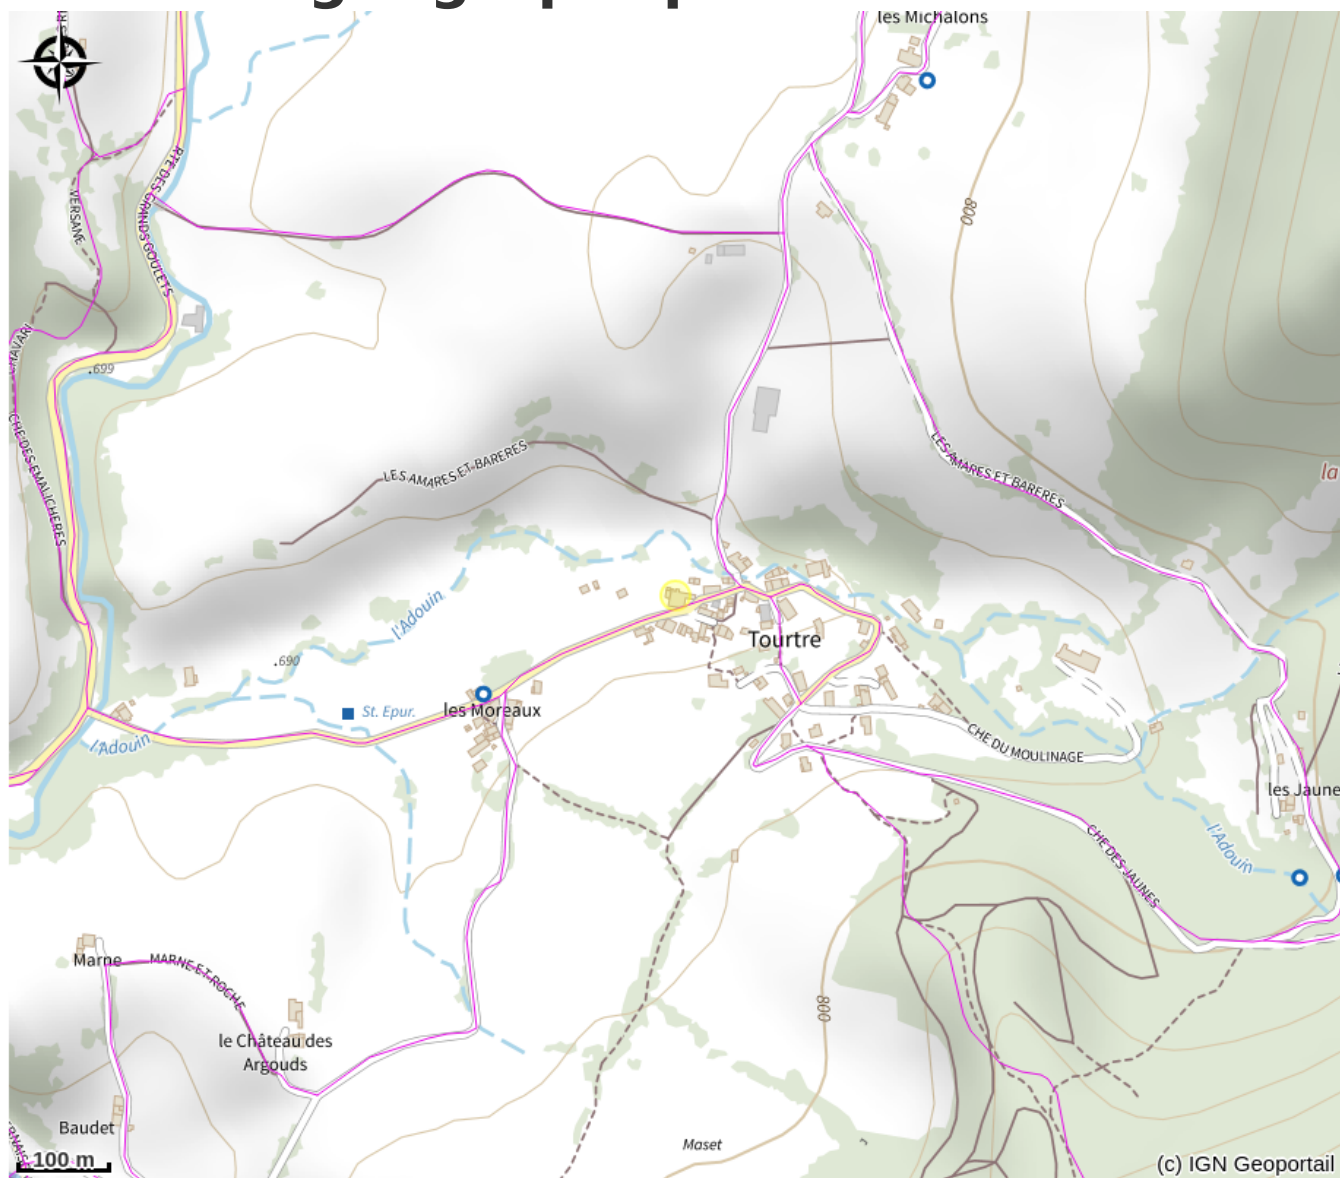 les Michalons
RTE DES GRANDS GOULETS
VERSANE
800
699
CHE DES EMALICHERES
LES AMARES-ET-BARERES
LES AMARES ET BARERES
la
l'Adouin
690
Tourtre
St. Epur.
les Moreaux
l'Adouin
CHE DU MOULINAGE
les Jaune
l'Adouin
CHE DES JAUNES
Marne
MARNE ET ROCHE
800
le Château des
Argouds
Baudet
Maset
100 m
(c) IGN Geoportail